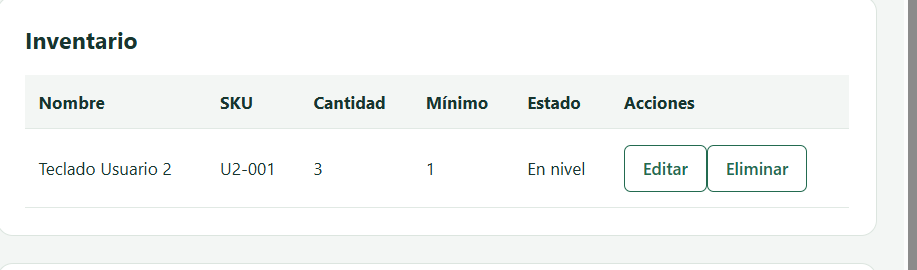 Inventario
Nombre SKU Cantidad Mínimo Estado Acciones
Teclado Usuario 2 U2-001 3 1 En nivel Editar Eliminar